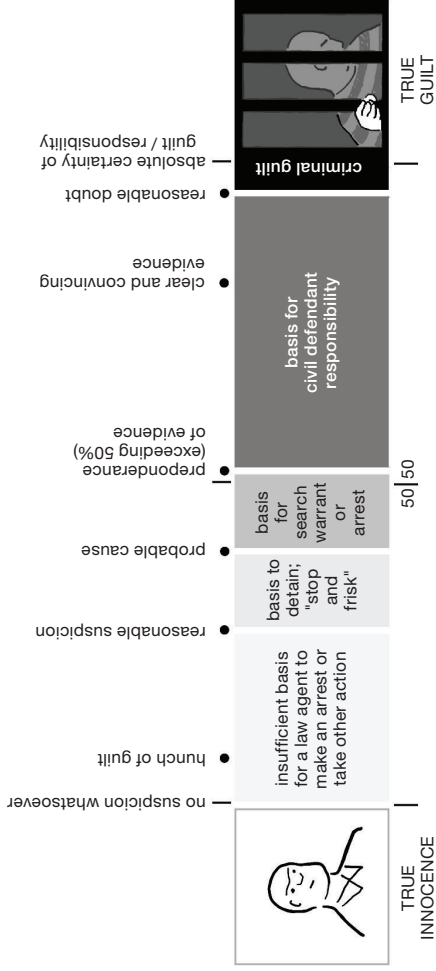 no suspicion whatsoever
hunch of guilt
reasonable suspicion
probable cause
preponderance
(exceeding 50%)
of evidence
clear and convincing
evidence
reasonable doubt
absolute certainty of
guilt / responsibility
insufficient basis
for a law agent to
make an arrest or
take other action
basis to
detain;
"stop
and
frisk"
basis
for
search
warrant
or
arrest
basis for
civil defendant
responsibility
criminal guilt
TRUE
INNOCENCE
50 50
TRUE
GUILT